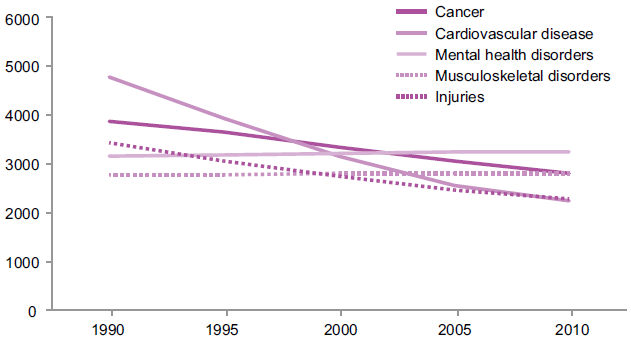 6000
5000
4000
3000
2000
1000
0
Cancer
Cardiovascular disease
Mental health disorders
Musculoskeletal disorders
Injuries
1990 1995 2000 2005 2010